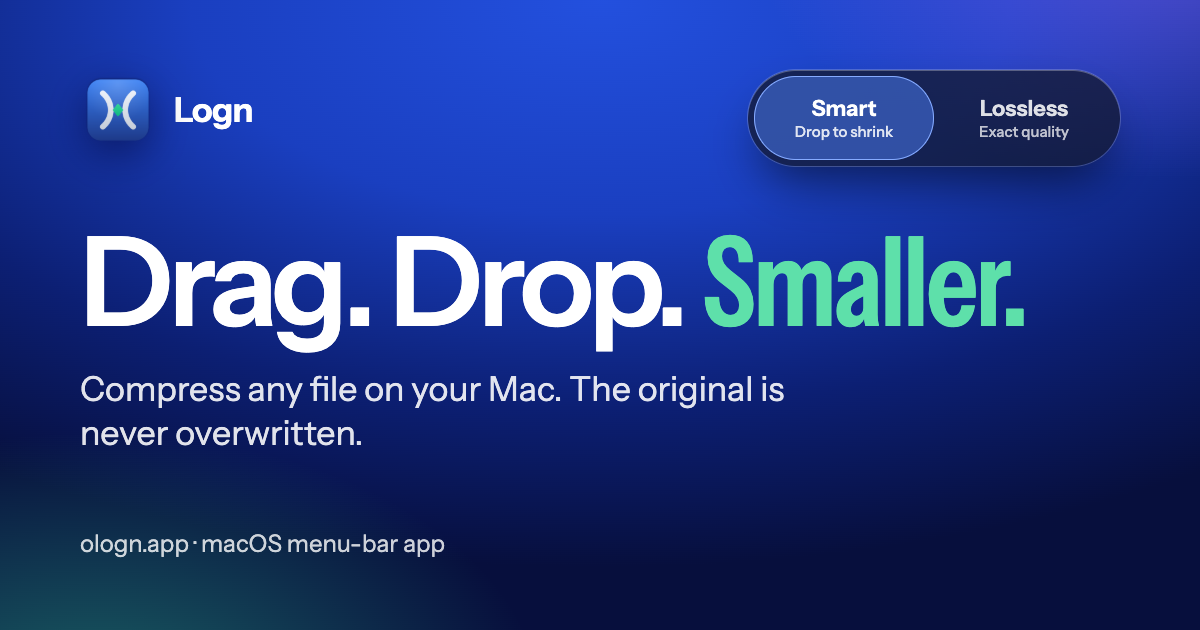 Logn
Smart
Drop to shrink
Lossless
Exact quality
Drag. Drop. Smaller.
Compress any file on your Mac. The original is
never overwritten.
ologn.app · macOS menu-bar app